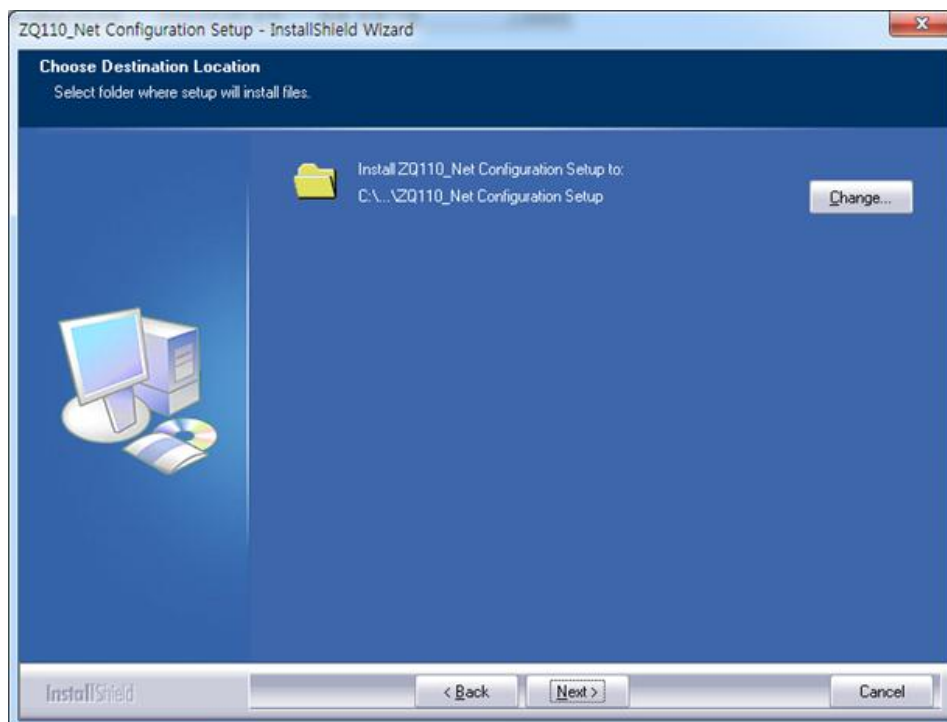 ZQ110_Net Configuration Setup - InstallShield Wizard
Choose Destination Location
Select folder where setup will install files.
Install ZQ110_Net Configuration Setup to:
C:\...\ZQ110_Net Configuration Setup
Change...
InstallShield
< Back
Next >
Cancel